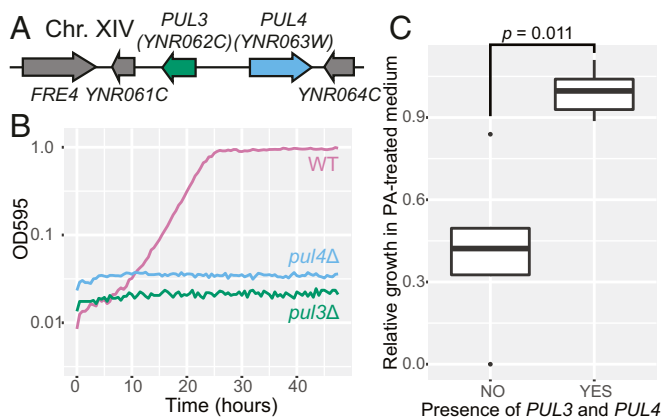 A
Chr. XIV
PUL3
(YNR062C)
PUL4
(YNR063W)
FRE4
YNR061C
YNR064C
B
OD595
1.0
0.1
0.01
WT
pul4Δ
pul3Δ
0
10
20
30
40
Time (hours)
C
p = 0.011
Relative growth in PA-treated medium
0.9
0.6
0.3
0.0
NO
YES
Presence of PUL3 and PUL4